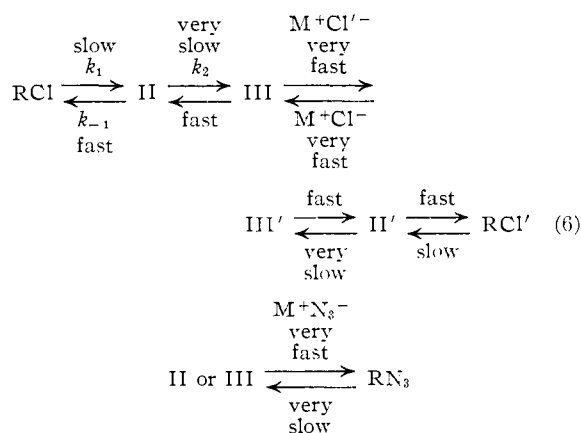 very M⁺Cl'⁻
slow slow very
k₁ k₂ fast
RCl ⇄ II ⇄ III ⇄
k₋₁ fast M⁺Cl⁻
fast very
fast
fast fast
III' ⇄ II' ⇄ RCl' (6)
very slow
slow
M⁺N₃⁻
very
fast
II or III ⇄ RN₃
very
slow